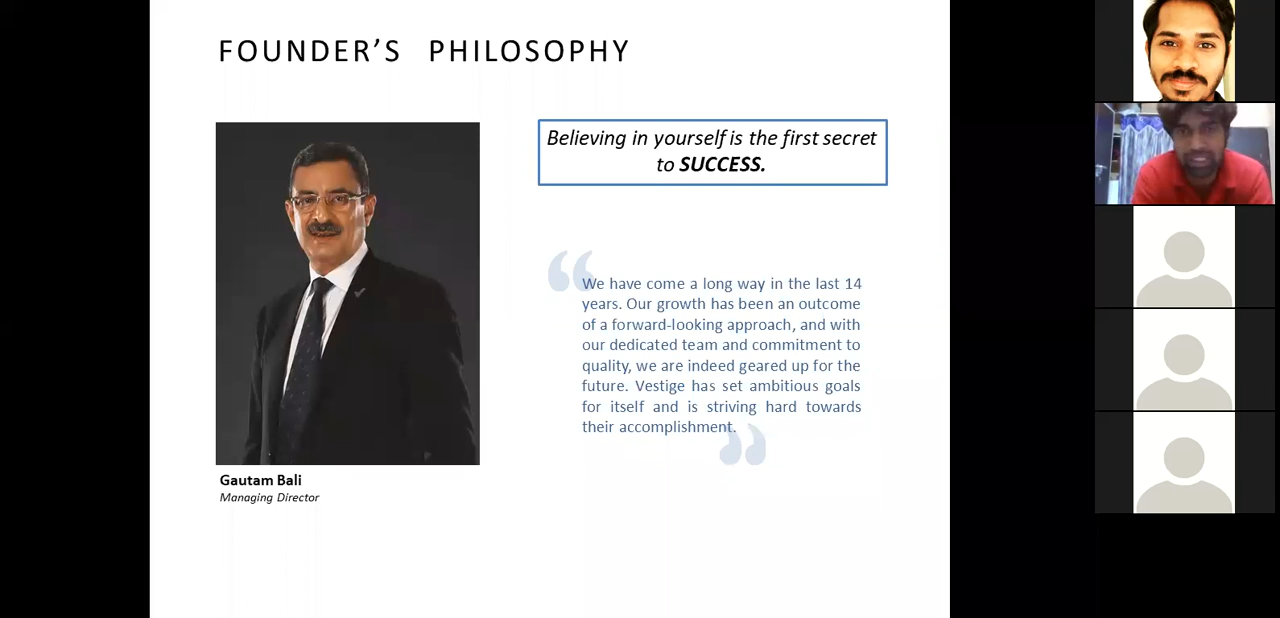 FOUNDER’S PHILOSOPHY
Believing in yourself is the first secret
to SUCCESS.
“
We have come a long way in the last 14
years. Our growth has been an outcome
of a forward-looking approach, and with
our dedicated team and commitment to
quality, we are indeed geared up for the
future. Vestige has set ambitious goals
for itself and is striving hard towards
their accomplishment.
”
Gautam Bali
Managing Director